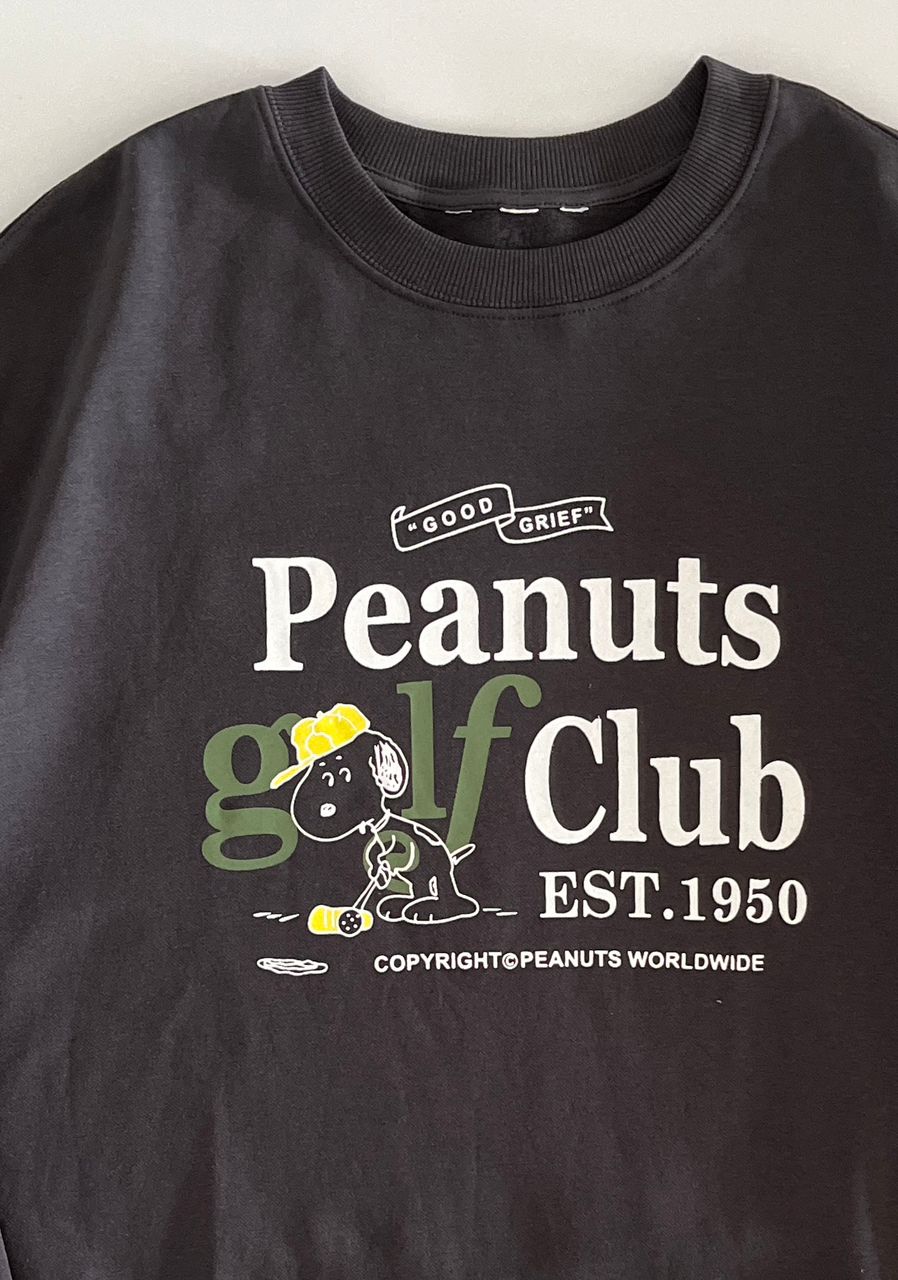 “GOOD GRIEF”
Peanuts
golf Club
EST.1950
COPYRIGHT©PEANUTS WORLDWIDE